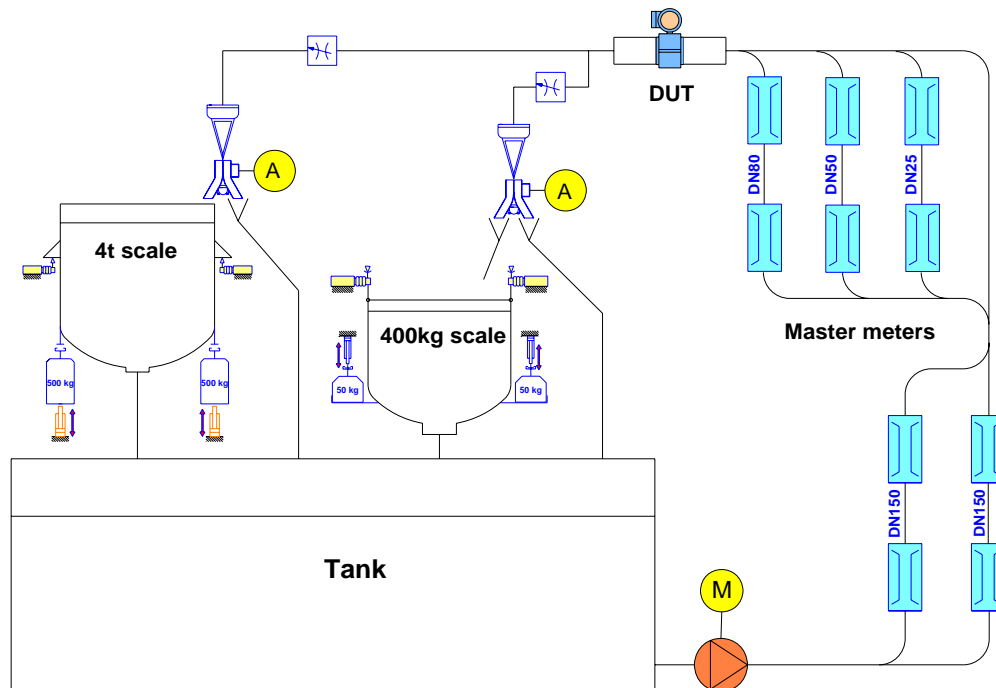 DUT
A
A
DN80
DN50
DN25
4t scale
400kg scale
Master meters
500 kg
500 kg
50 kg
50 kg
DN150
DN150
Tank
M